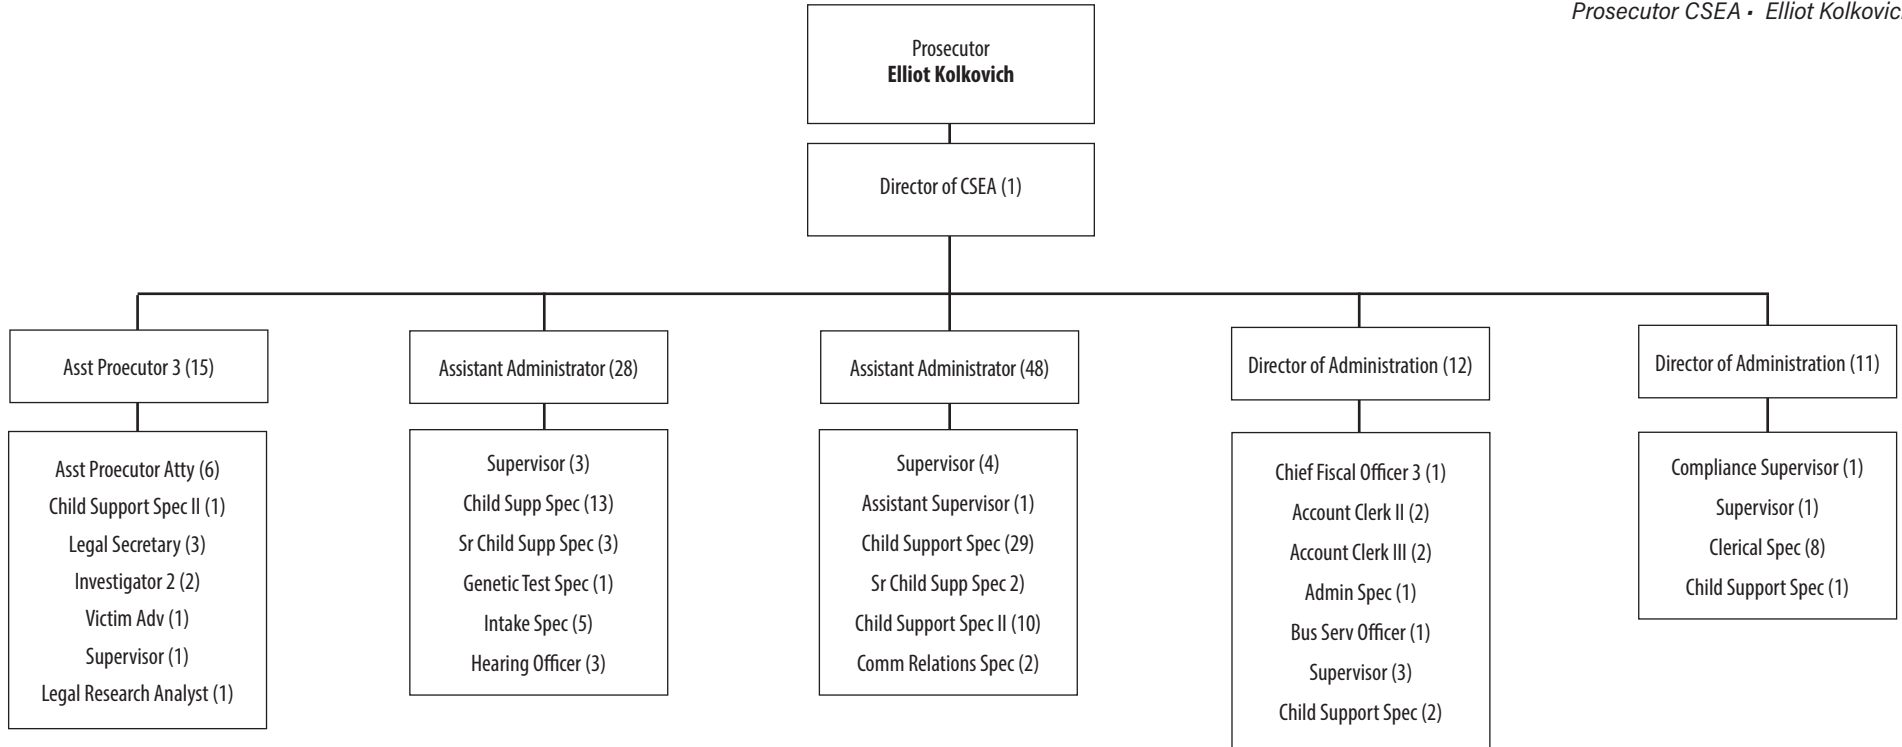 Prosecutor CSEA • Elliot Kolkovic
Prosecutor
Elliot Kolkovich
Director of CSEA (1)
Asst Proecutor 3 (15)
Asst Proecutor Atty (6)
Child Support Spec II (1)
Legal Secretary (3)
Investigator 2 (2)
Victim Adv (1)
Supervisor (1)
Legal Research Analyst (1)
Assistant Administrator (28)
Supervisor (3)
Child Supp Spec (13)
Sr Child Supp Spec (3)
Genetic Test Spec (1)
Intake Spec (5)
Hearing Officer (3)
Assistant Administrator (48)
Supervisor (4)
Assistant Supervisor (1)
Child Support Spec (29)
Sr Child Supp Spec 2)
Child Support Spec II (10)
Comm Relations Spec (2)
Director of Administration (12)
Chief Fiscal Officer 3 (1)
Account Clerk II (2)
Account Clerk III (2)
Admin Spec (1)
Bus Serv Officer (1)
Supervisor (3)
Child Support Spec (2)
Director of Administration (11)
Compliance Supervisor (1)
Supervisor (1)
Clerical Spec (8)
Child Support Spec (1)